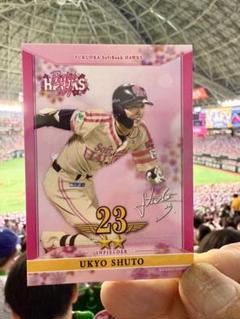 FUKUOKA SoftBank HAWKS
HAWKS
23
INFIELDER
UKYO SHUTO